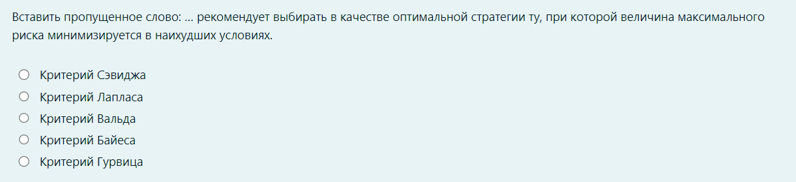 Вставить пропущенное слово: ... рекомендует выбирать в качестве оптимальной стратегии ту, при которой величина максимального
риска минимизируется в наихудших условиях.
Критерий Сэвиджа
Критерий Лапласа
Критерий Вальда
Критерий Байеса
Критерий Гурвица